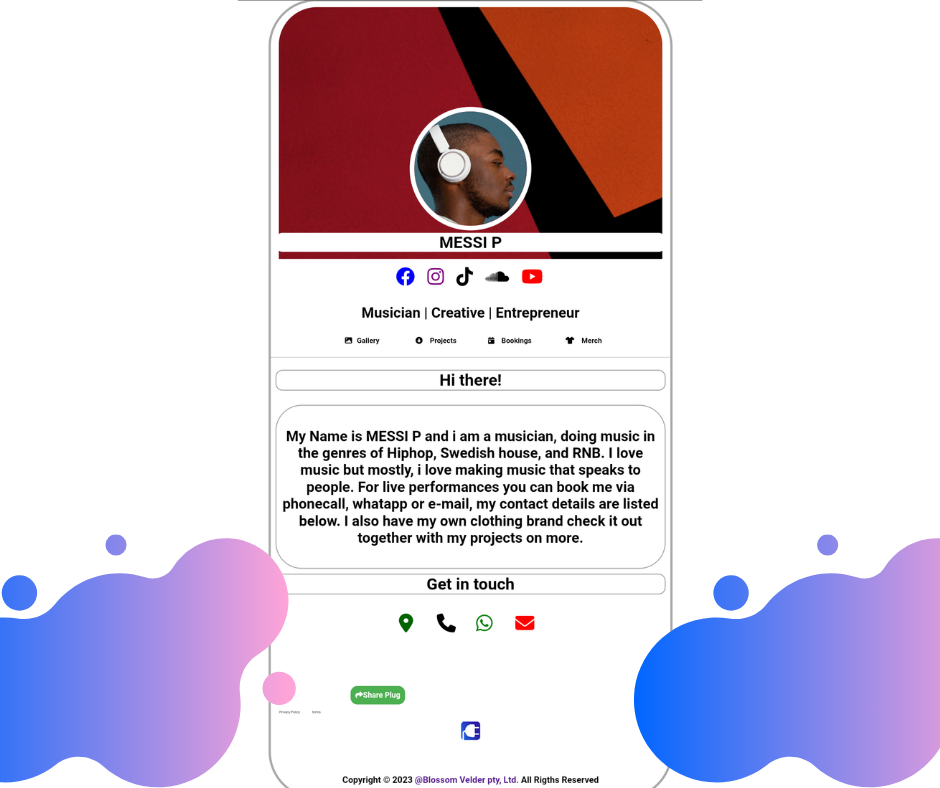 MESSI P
Musician | Creative | Entrepreneur
Gallery Projects Bookings Merch
Hi there!
My Name is MESSI P and i am a musician, doing music in
the genres of Hiphop, Swedish house, and RNB. I love
music but mostly, i love making music that speaks to
people. For live performances you can book me via
phonecall, whatapp or e-mail, my contact details are listed
below. I also have my own clothing brand check it out
together with my projects on more.
Get in touch
Share Plug
Privacy Policy terms
Copyright © 2023 @Blossom Velder pty, Ltd. All Rigths Reserved